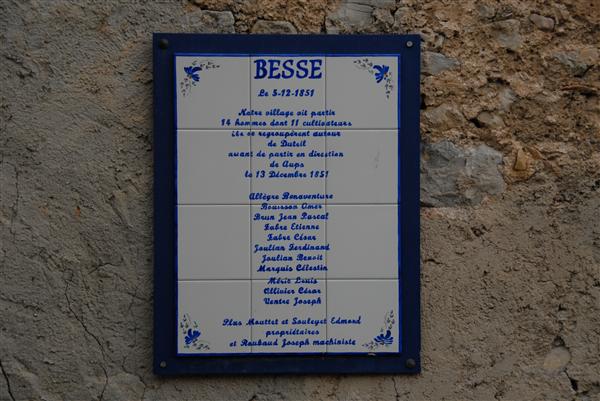 BESSE
Le 5-12-1851
Notre village vit partir
14 hommes dont 11 cultivateurs
ils se regroupèrent autour
de Duteil
avant de partir en direction
de Aups
le 13 Décembre 1851
Allègre Bonaventure
Bouisson Omer
Brun Jean Pascal
Fabre Etienne
Fabre César
Joulian Ferdinand
Joulian Benoit
Marquis Célestin
Méric Louis
Ollivier César
Ventre Joseph
Plus Mouttet et Souleyet Edmond
propriétaires
et Roubaud Joseph machiniste